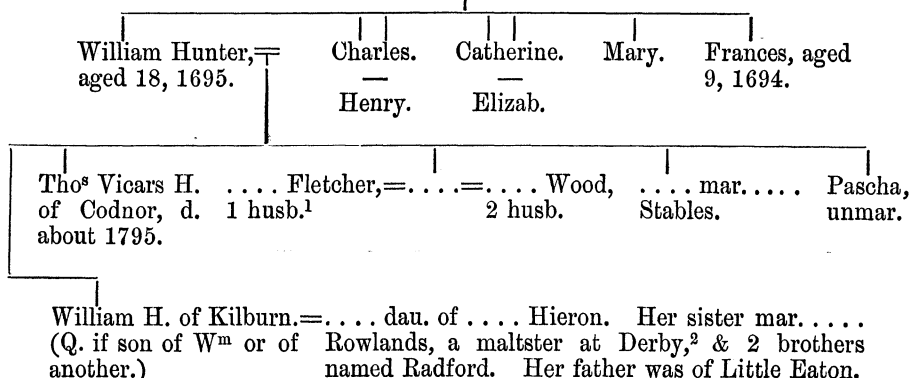 William Hunter,= Charles. Catherine. Mary. Frances, aged
aged 18, 1695. — — 9, 1694.
Henry. Elizab.
Thoˢ Vicars H. .... Fletcher,=....=.... Wood, .... mar..... Pascha,
of Codnor, d. 1 husb.¹ 2 husb. Stables. unmar.
about 1795.
William H. of Kilburn.=.... dau. of .... Hieron. Her sister mar.....
(Q. if son of Wᵐ or of Rowlands, a maltster at Derby,² & 2 brothers
another.) named Radford. Her father was of Little Eaton.